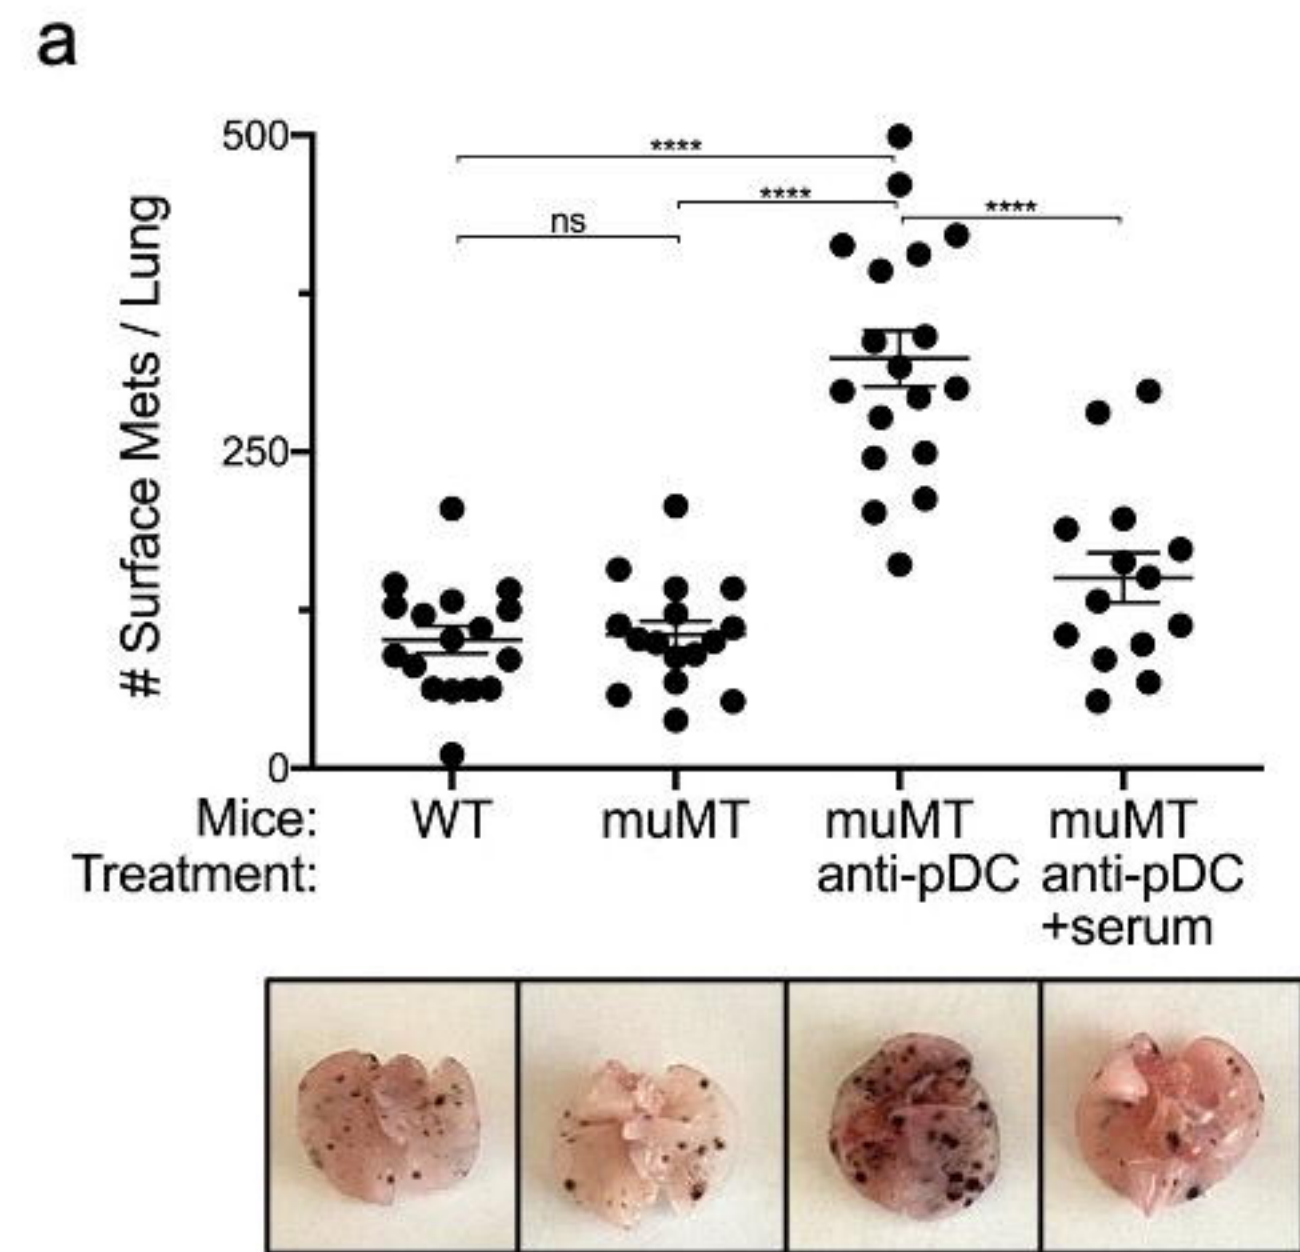 a
500
****
****
****
ns
# Surface Mets / Lung
250
0
Mice: WT muMT muMT muMT
Treatment: anti-pDC anti-pDC
+serum